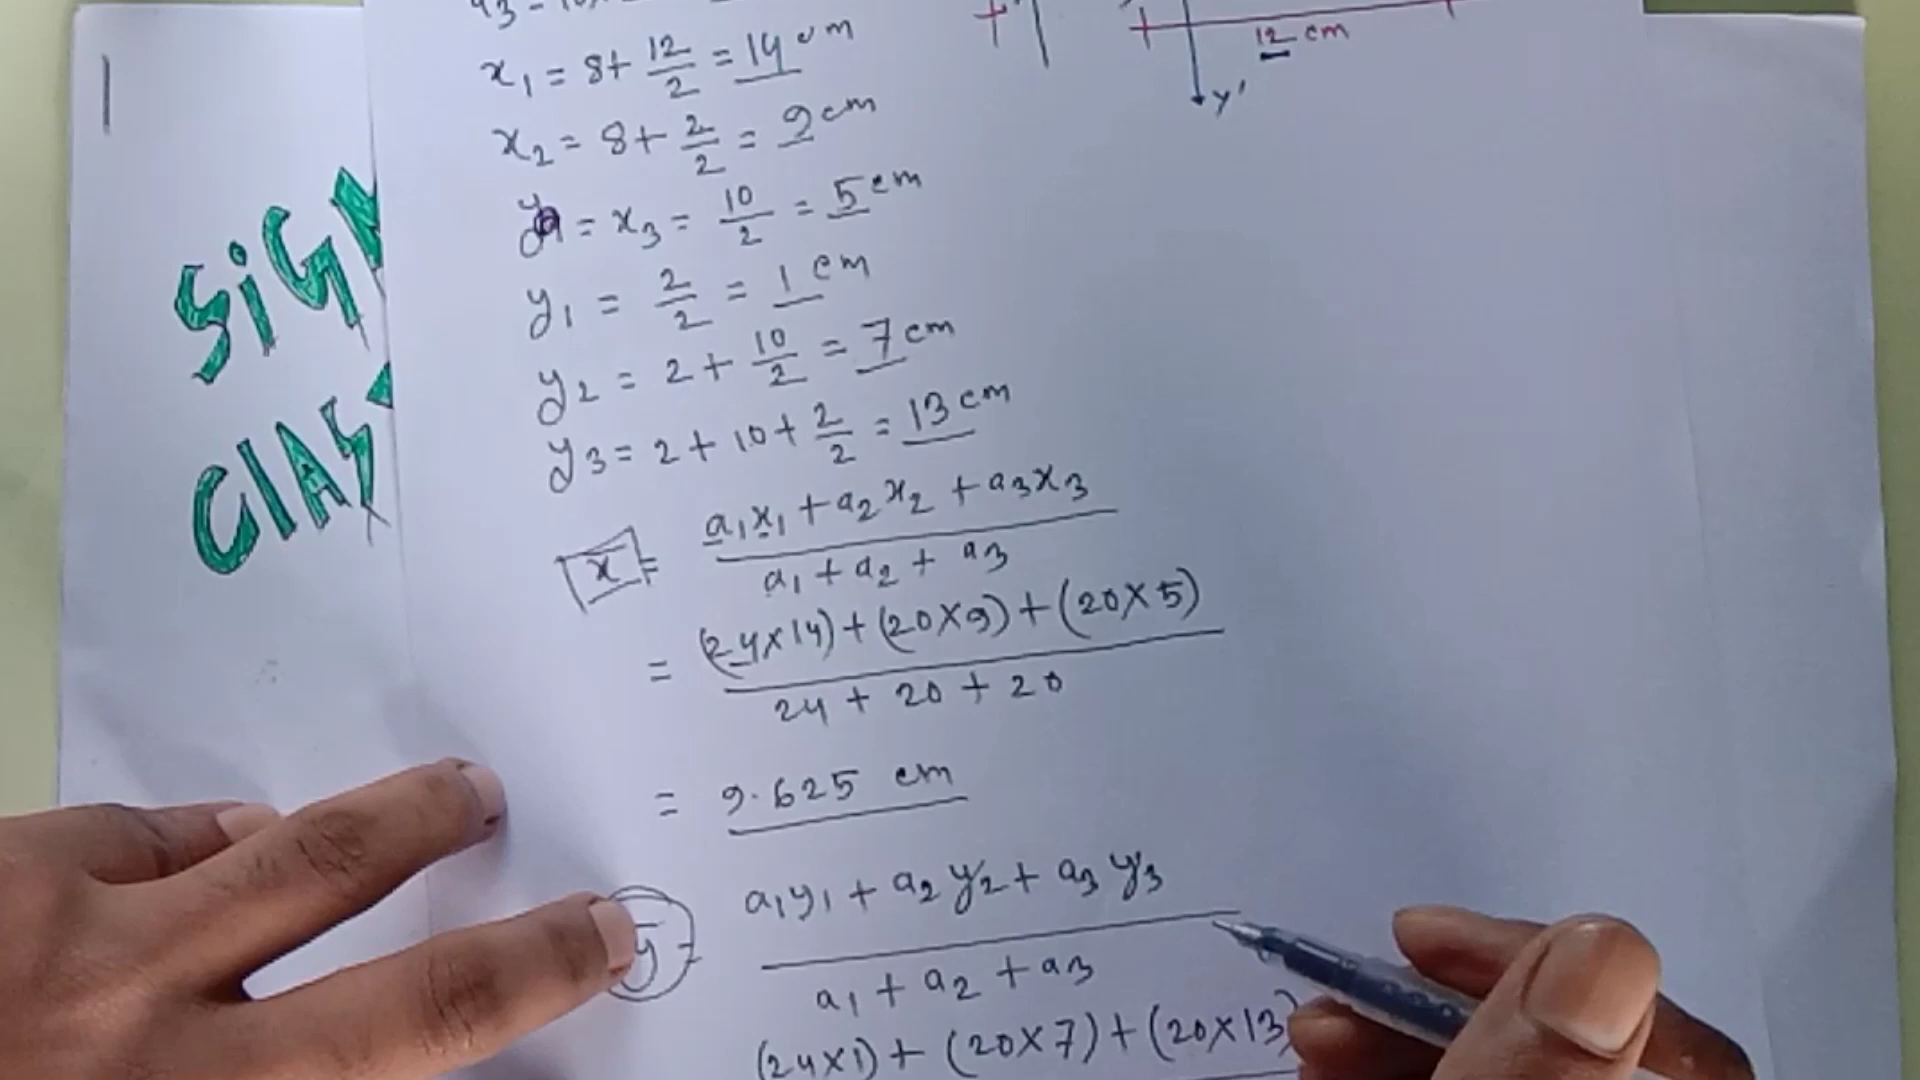 x₁ = 8 + 12/2 = 14 cm
12 cm
y'
x₂ = 8 + 2/2 = 9 cm
= x₃ = 10/2 = 5 cm
y₁ = 2/2 = 1 cm
y₂ = 2 + 10/2 = 7 cm
y₃ = 2 + 10 + 2/2 = 13 cm
x̄ = a₁x₁ + a₂x₂ + a₃x₃
a₁ + a₂ + a₃
= (24×14) + (20×9) + (20×5)
24 + 20 + 20
= 9.625 cm
ȳ = a₁y₁ + a₂y₂ + a₃y₃
a₁ + a₂ + a₃
(24×1) + (20×7) + (20×13)